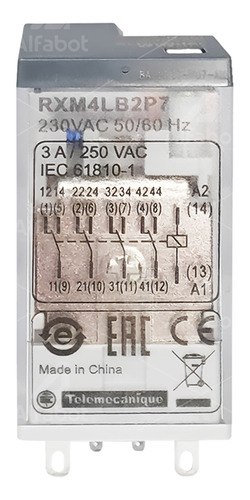 Alfabot
RXM4LB2P7
230VAC 50/60 Hz
3 A / 250 VAC
IEC 61810-1
12 14 22 24 32 34 42 44 A2
(1) (5) (2) (6) (3) (7) (4) (8) (14)
(13)
11(9) 21(10) 31(11) 41(12) A1
EAC CE
Made in China
Telemecanique